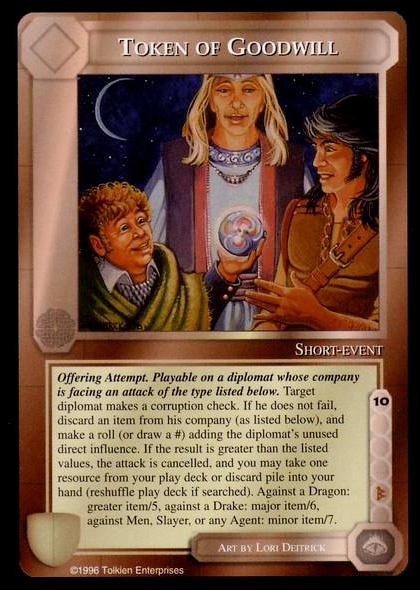 TOKEN OF GOODWILL
SHORT-EVENT
Offering Attempt. Playable on a diplomat whose company
is facing an attack of the type listed below. Target
diplomat makes a corruption check. If he does not fail,
discard an item from his company (as listed below), and
make a roll (or draw a #) adding the diplomat's unused
direct influence. If the result is greater than the listed
values, the attack is cancelled, and you may take one
resource from your play deck or discard pile into your
hand (reshuffle play deck if searched). Against a Dragon:
greater item/5, against a Drake: major item/6,
against Men, Slayer, or any Agent: minor item/7.
10
ART BY LORI DEITRICK
©1996 Tolkien Enterprises